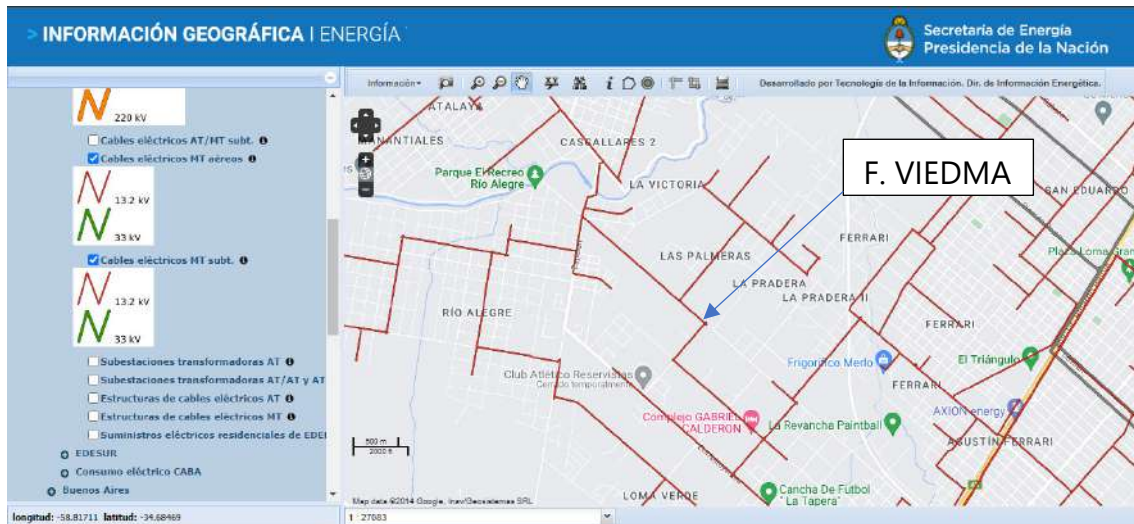 > INFORMACIÓN GEOGRÁFICA | ENERGÍA
Secretaría de Energía
Presidencia de la Nación
Información
Desarrollado por Tecnología de la Información. Dir. de Información Energética.
220 kV
Cables eléctricos AT/MT subt.
Cables eléctricos MT aéreos
13.2 kV
33 kV
Cables eléctricos MT subt.
13.2 kV
33 kV
Subestaciones transformadoras AT
Subestaciones transformadoras AT/AT y AT
Estructuras de cables eléctricos AT
Estructuras de cables eléctricos MT
Suministros eléctricos residenciales de EDE
EDESUR
Consumo eléctrico CABA
Buenos Aires
longitud: -58.81711 latitud: -34.68469
ATALAYA
MANANTIALES
CASCALLARES 2
Parque El Recreo
Río Alegre
LA VICTORIA
F. VIEDMA
SAN EDUARDO
FERRARI
Plaza Loma Gran
LAS PALMERAS
LA PRADERA
LA PRADERA II
RÍO ALEGRE
FERRARI
El Triángulo
Frigorífico Merlo
Club Atlético Reservistas
Cerrado temporalmente
FERRARI
Complejo GABRIEL
CALDERON
La Revancha Paintball
AXION energy
AGUSTÍN FERRARI
500 m
2000 ft
LOMA VERDE
Cancha De Fútbol
"La Tapera"
Map data ©2014 Google, Inav/Geosistemas SRL
1 : 27083